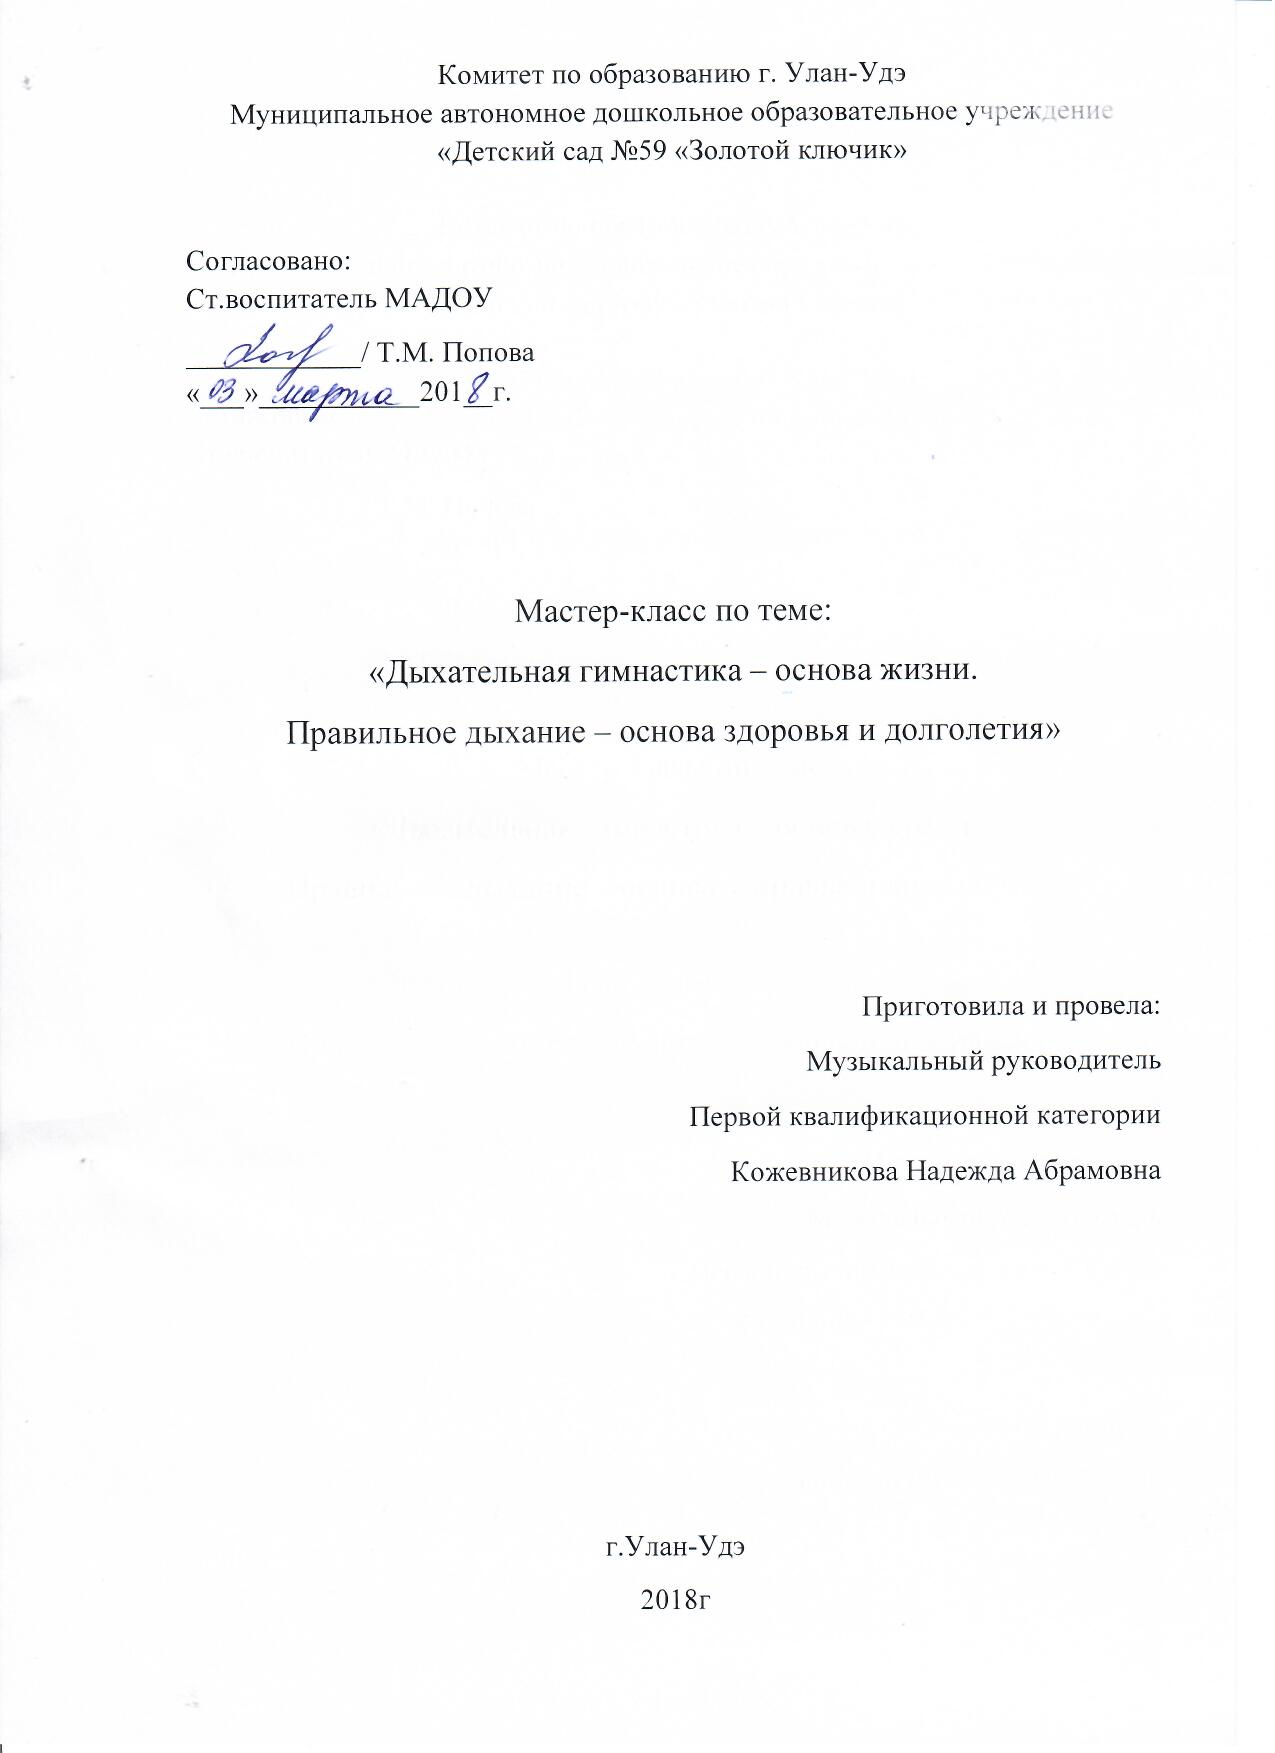 Комитет по образованию г. Улан-Удэ
Муниципальное автономное дошкольное образовательное учреждение
«Детский сад №59 «Золотой ключик»
Согласовано:
Ст.воспитатель МАДОУ
____________/ Т.М. Попова
«03» марта 2018 г.
Мастер-класс по теме:
«Дыхательная гимнастика – основа жизни.
Правильное дыхание – основа здоровья и долголетия»
Приготовила и провела:
Музыкальный руководитель
Первой квалификационной категории
Кожевникова Надежда Абрамовна
г.Улан-Удэ
2018г